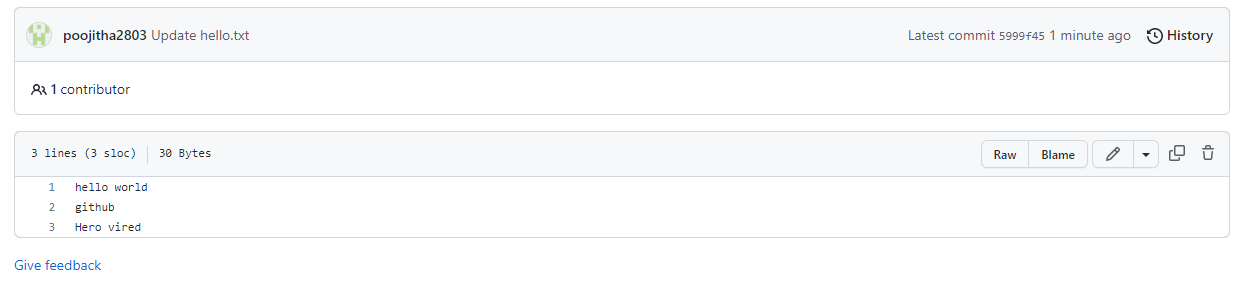 poojitha2803 Update hello.txt Latest commit 5999f45 1 minute ago History
1 contributor
3 lines (3 sloc) 30 Bytes Raw Blame
1 hello world
2 github
3 Hero vired
Give feedback